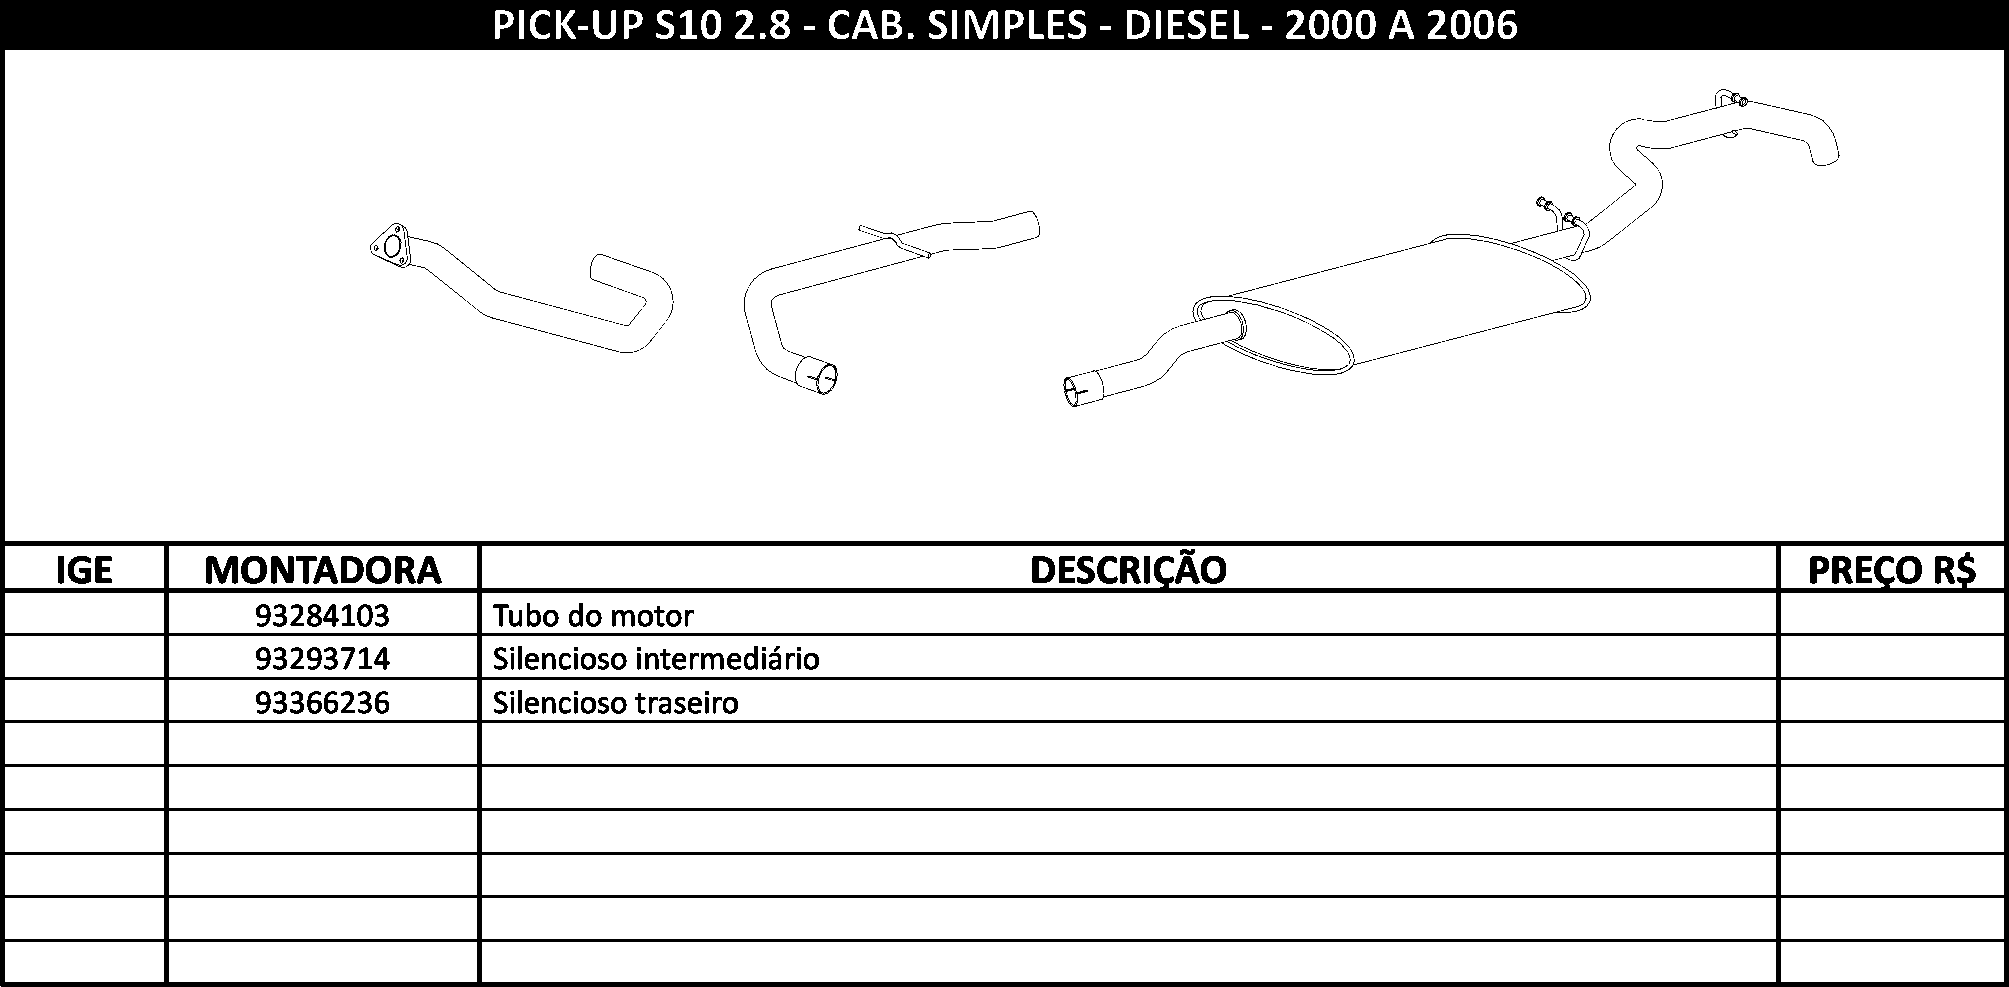 PICK-UP S10 2.8 - CAB. SIMPLES - DIESEL - 2000 A 2006
IGE MONTADORA DESCRIÇÃO PREÇO R$
93284103 Tubo do motor
93293714 Silencioso intermediário
93366236 Silencioso traseiro